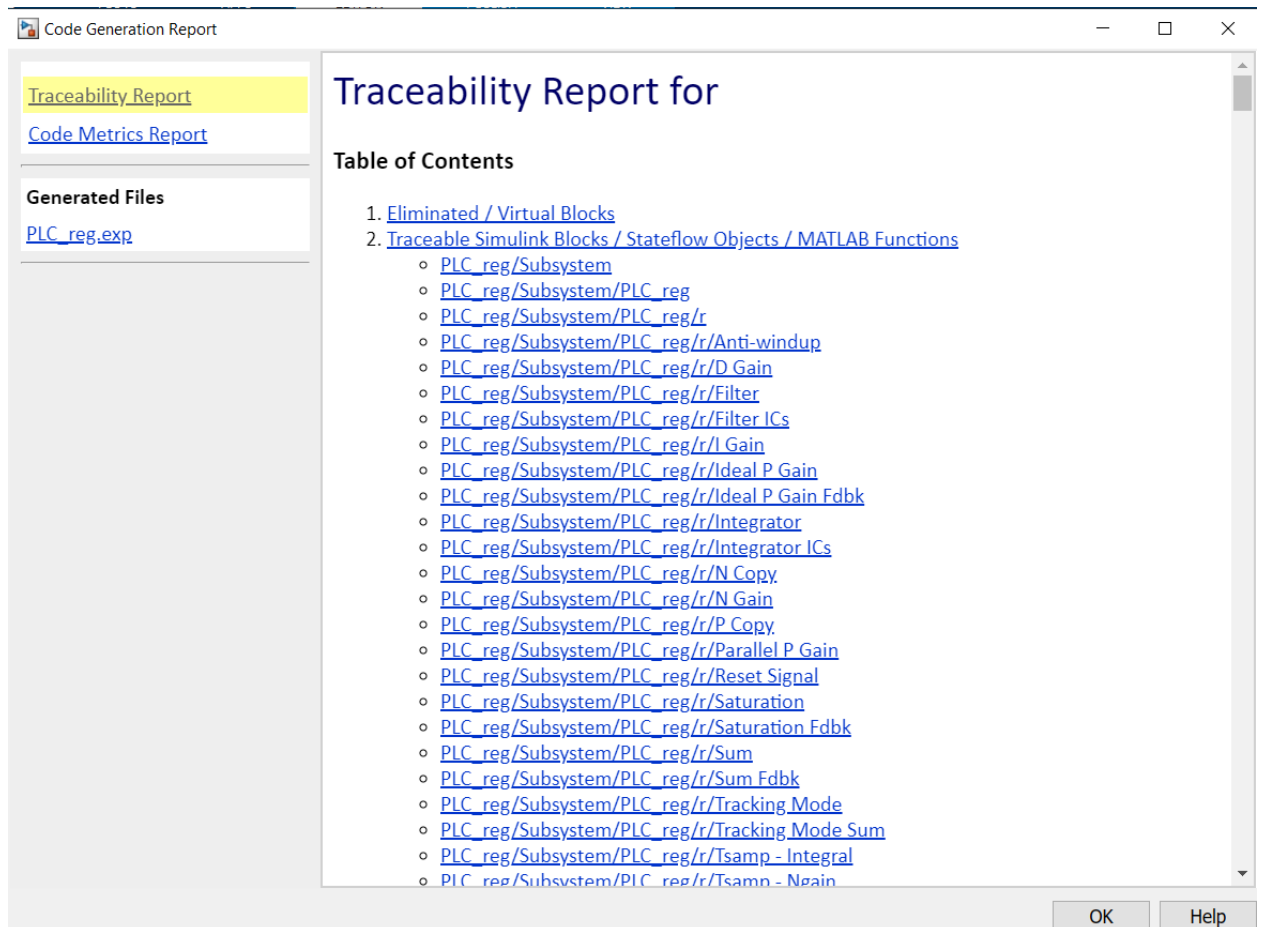 Code Generation Report
Traceability Report
Code Metrics Report
Generated Files
PLC_reg.exp
Traceability Report for
Table of Contents
1. Eliminated / Virtual Blocks
2. Traceable Simulink Blocks / Stateflow Objects / MATLAB Functions
PLC_reg/Subsystem
PLC_reg/Subsystem/PLC_reg
PLC_reg/Subsystem/PLC_reg/r
PLC_reg/Subsystem/PLC_reg/r/Anti-windup
PLC_reg/Subsystem/PLC_reg/r/D Gain
PLC_reg/Subsystem/PLC_reg/r/Filter
PLC_reg/Subsystem/PLC_reg/r/Filter ICs
PLC_reg/Subsystem/PLC_reg/r/I Gain
PLC_reg/Subsystem/PLC_reg/r/Ideal P Gain
PLC_reg/Subsystem/PLC_reg/r/Ideal P Gain Fdbk
PLC_reg/Subsystem/PLC_reg/r/Integrator
PLC_reg/Subsystem/PLC_reg/r/Integrator ICs
PLC_reg/Subsystem/PLC_reg/r/N Copy
PLC_reg/Subsystem/PLC_reg/r/N Gain
PLC_reg/Subsystem/PLC_reg/r/P Copy
PLC_reg/Subsystem/PLC_reg/r/Parallel P Gain
PLC_reg/Subsystem/PLC_reg/r/Reset Signal
PLC_reg/Subsystem/PLC_reg/r/Saturation
PLC_reg/Subsystem/PLC_reg/r/Saturation Fdbk
PLC_reg/Subsystem/PLC_reg/r/Sum
PLC_reg/Subsystem/PLC_reg/r/Sum Fdbk
PLC_reg/Subsystem/PLC_reg/r/Tracking Mode
PLC_reg/Subsystem/PLC_reg/r/Tracking Mode Sum
PLC_reg/Subsystem/PLC_reg/r/Tsamp - Integral
PLC_reg/Subsystem/PLC_reg/r/Tsamp - Ngain
OK Help